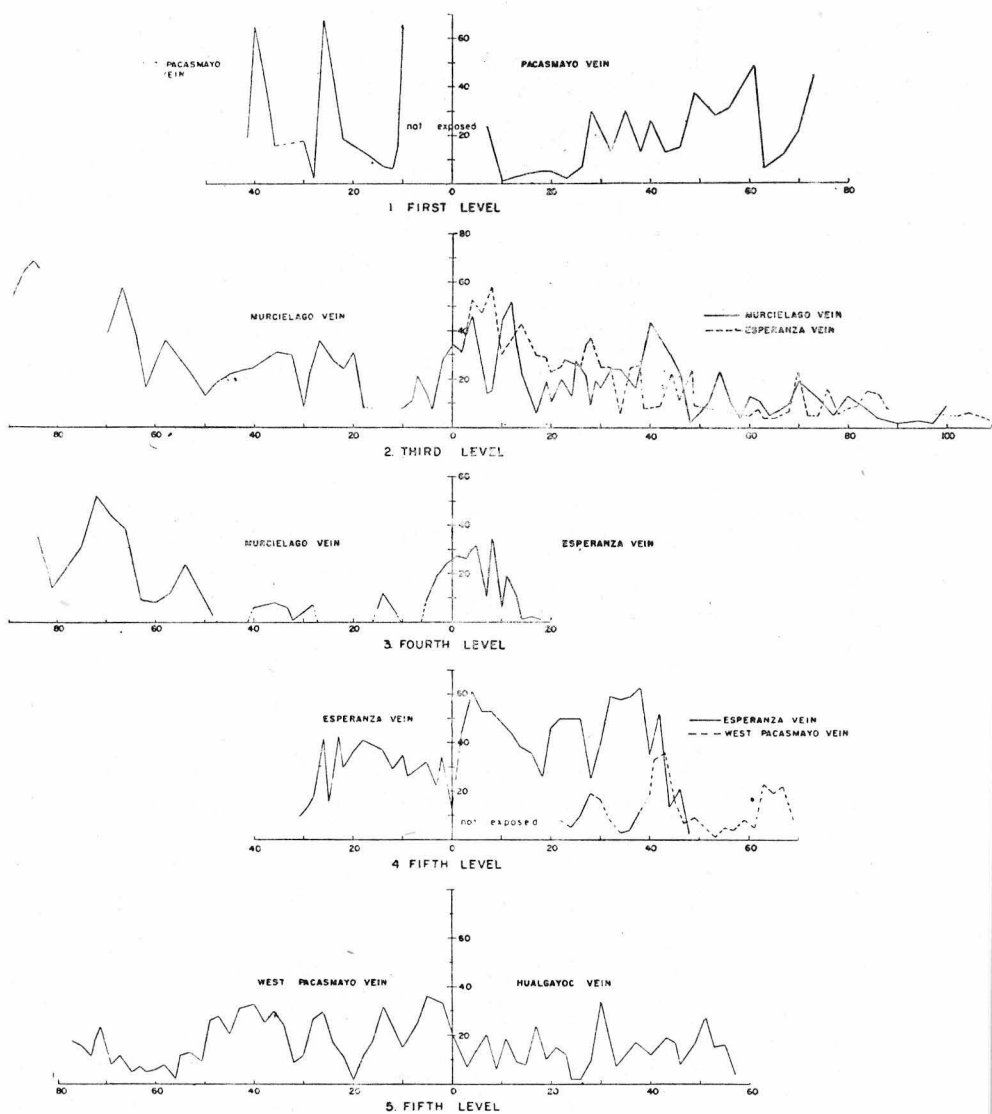 60
PACASMAYO
VEIN
PACASMAYO VEIN
40
not exposed
20
40 20 0 20 40 60 80
1 FIRST LEVEL
80
60
MURCIELAGO VEIN
MURCIELAGO VEIN
ESPERANZA VEIN
40
20
80 60 40 20 0 20 40 60 80 100
2. THIRD LEVEL
60
40
MURCIELAGO VEIN
ESPERANZA VEIN
20
80 60 40 20 0 20
3. FOURTH LEVEL
60
ESPERANZA VEIN
ESPERANZA VEIN
WEST PACASMAYO VEIN
40
20
not exposed
40 20 0 20 40 60
4 FIFTH LEVEL
60
WEST PACASMAYO VEIN
HUALGAYOC VEIN
40
20
80 60 40 20 0 20 40 60
5. FIFTH LEVEL